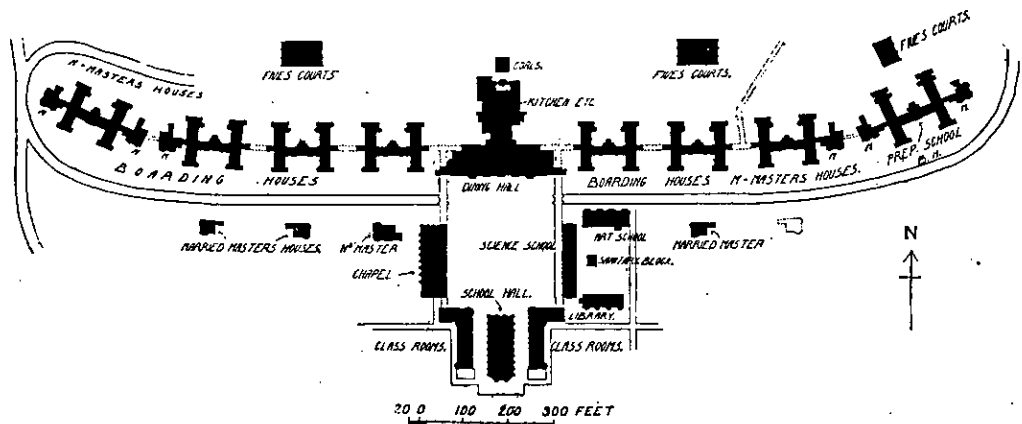 FIVES COURTS.
COALS.
FIVES COURTS
FIVES COURTS.
M-MASTERS HOUSES
KITCHEN ETC
M
M
M
M
M
M
PREP. SCHOOL
B.H.
BOARDING HOUSES
DINING HALL
BOARDING HOUSES M-MASTERS HOUSES.
MARRIED MASTERS HOUSES.
Hᴰ MASTER
SCIENCE SCHOOL
ART SCHOOL
MARRIED MASTER
N
CHAPEL
SANITARY BLOCK.
SCHOOL HALL.
LIBRARY.
CLASS ROOMS.
CLASS ROOMS.
20 0 100 200 300 FEET